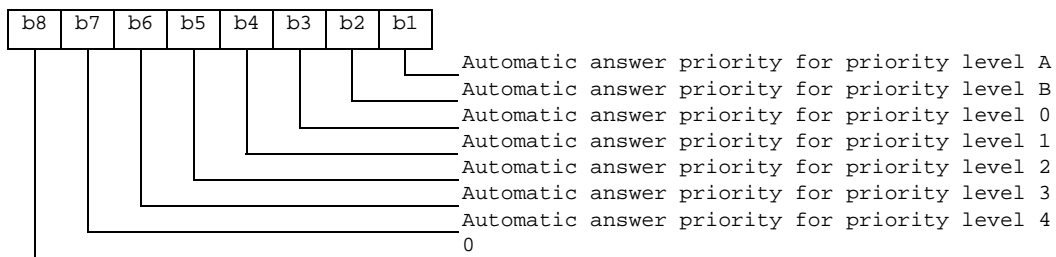 b8 b7 b6 b5 b4 b3 b2 b1
Automatic answer priority for priority level A
Automatic answer priority for priority level B
Automatic answer priority for priority level 0
Automatic answer priority for priority level 1
Automatic answer priority for priority level 2
Automatic answer priority for priority level 3
Automatic answer priority for priority level 4
0